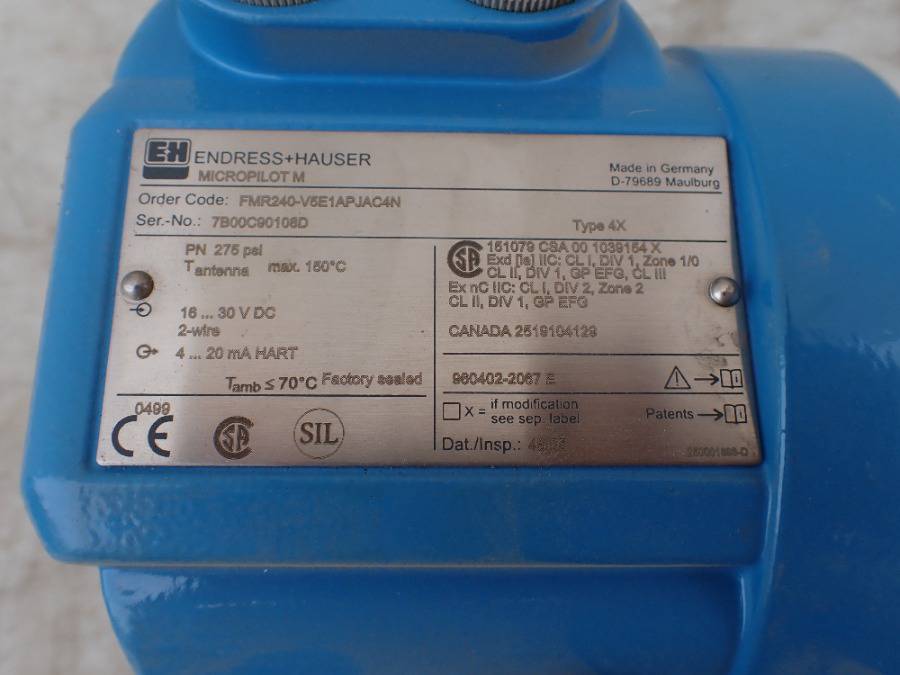 E+H ENDRESS+HAUSER
MICROPILOT M
Made in Germany
D-79689 Maulburg
Order Code: FMR240-V5E1APJAC4N
Ser.-No.: 7B00C90108D
Type 4X
PN 275 psi
Tantenna max. 150°C
16 ... 30 V DC
2-wire
4 ... 20 mA HART
Tamb ≤ 70°C Factory sealed
151079 CSA 00 1039154 X
Exd [ia] IIC: CL I, DIV 1, Zone 1/0
CL II, DIV 1, GP EFG, CL III
Ex nC IIC: CL I, DIV 2, Zone 2
CL II, DIV 1, GP EFG
CANADA 2519104129
960402-2067 E
X = if modification
see sep. label
Patents
0499
CE
SIL
Dat./Insp.: